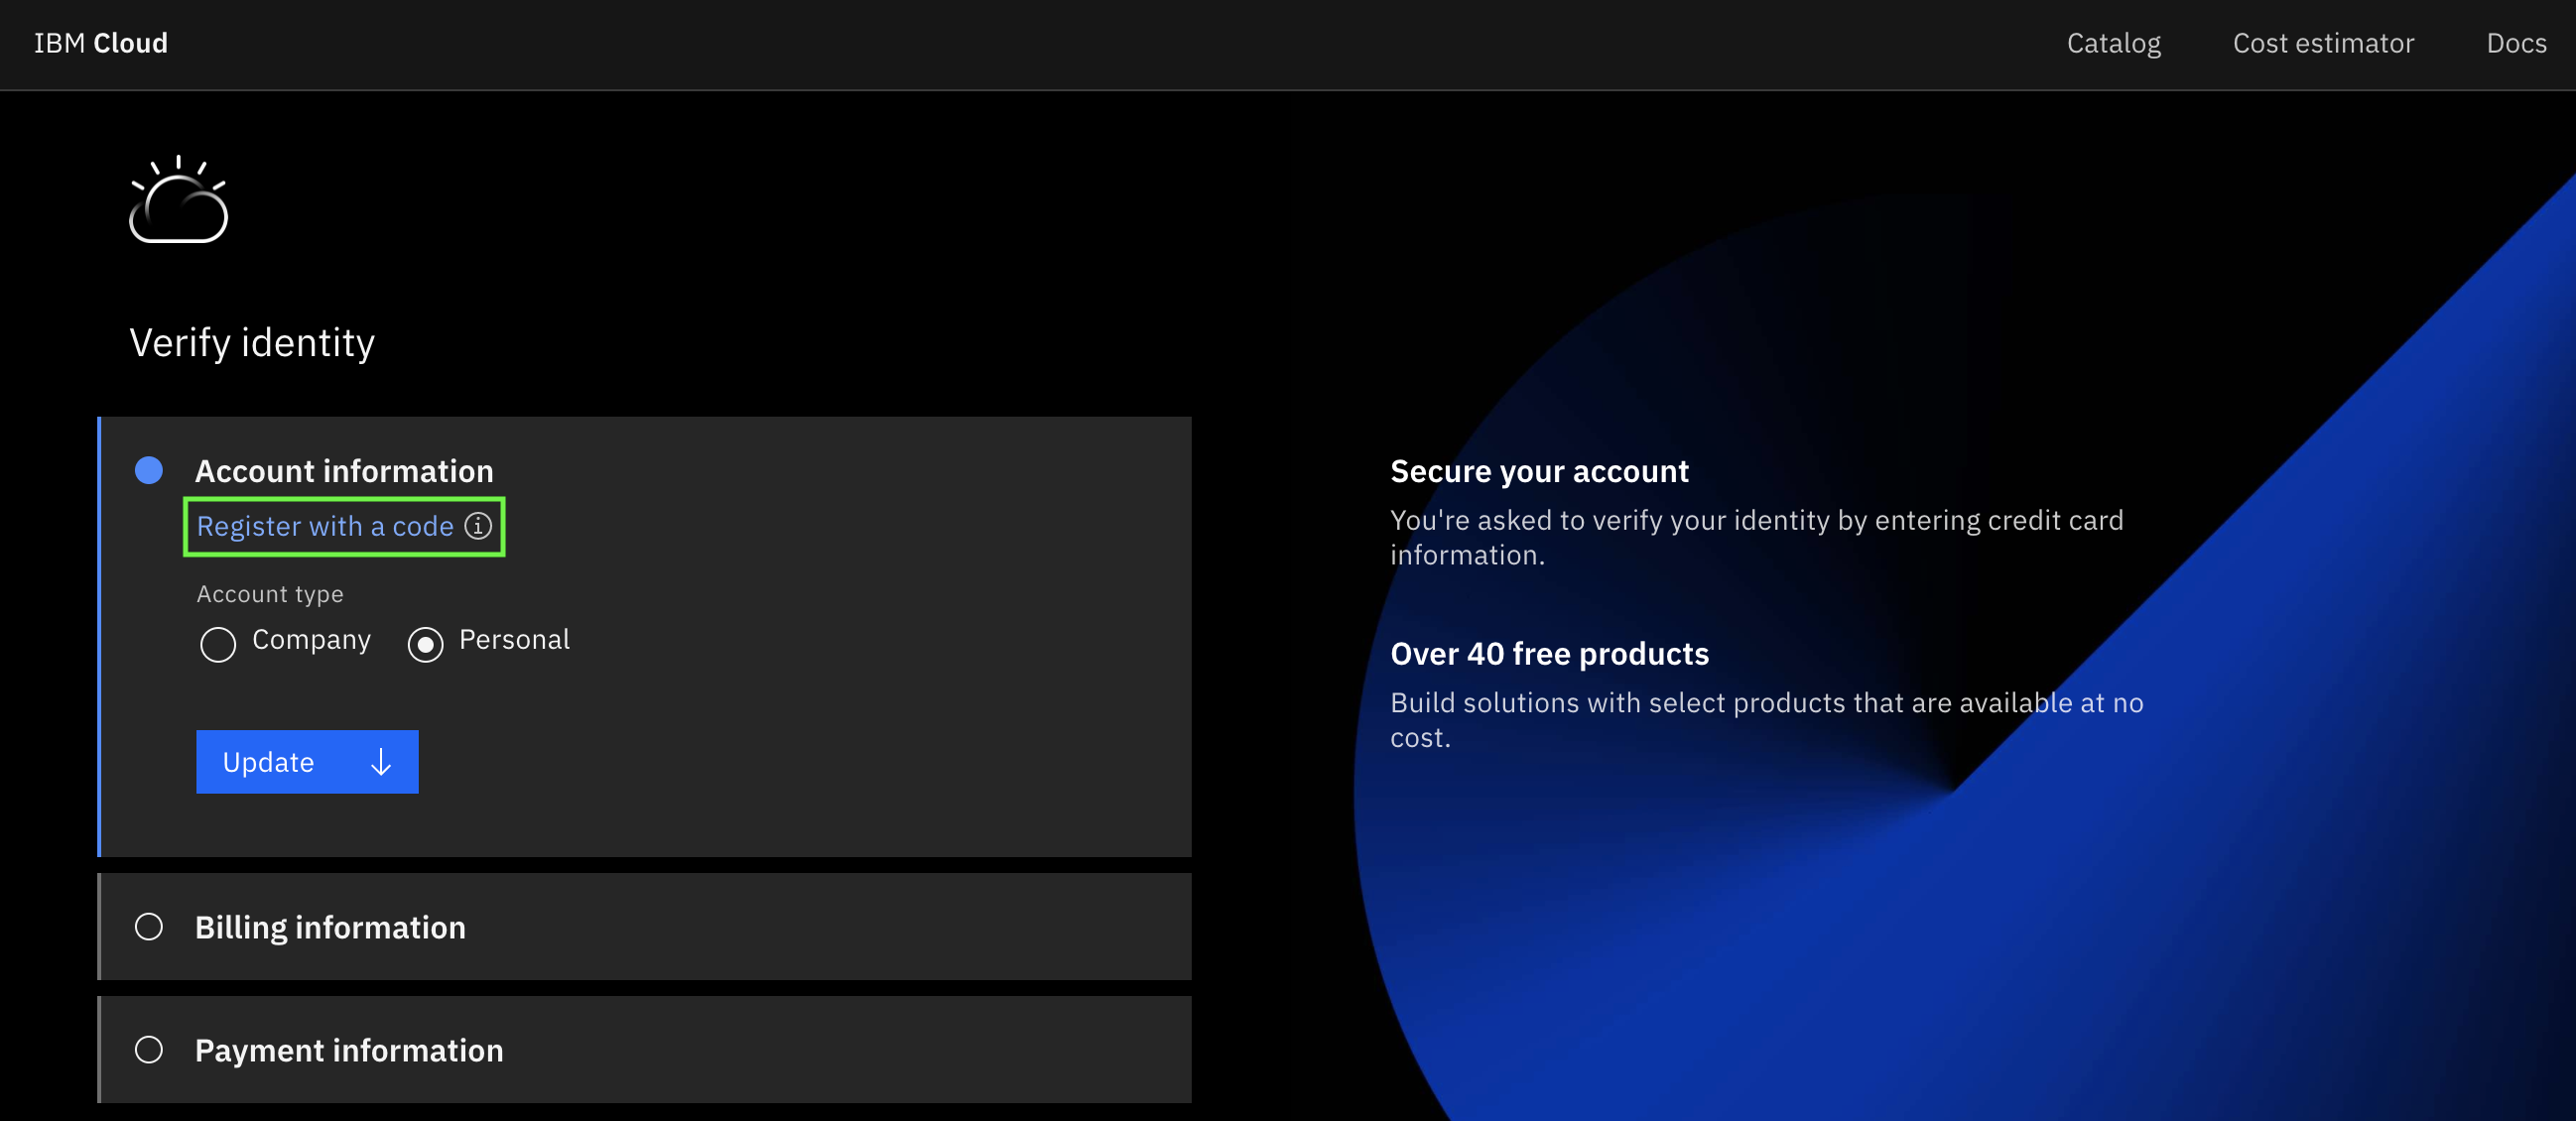 IBM Cloud
Catalog
Cost estimator
Docs
Verify identity
Account information
Register with a code
Account type
Company
Personal
Update
Billing information
Payment information
Secure your account
You're asked to verify your identity by entering credit card
information.
Over 40 free products
Build solutions with select products that are available at no
cost.